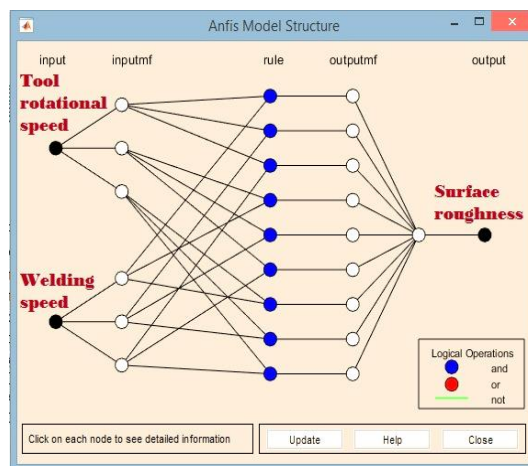 Anfis Model Structure
input inputmf rule outputmf output
Tool
rotational
speed
Surface
roughness
Welding
speed
Logical Operations
and
or
not
Click on each node to see detailed information
Update Help Close